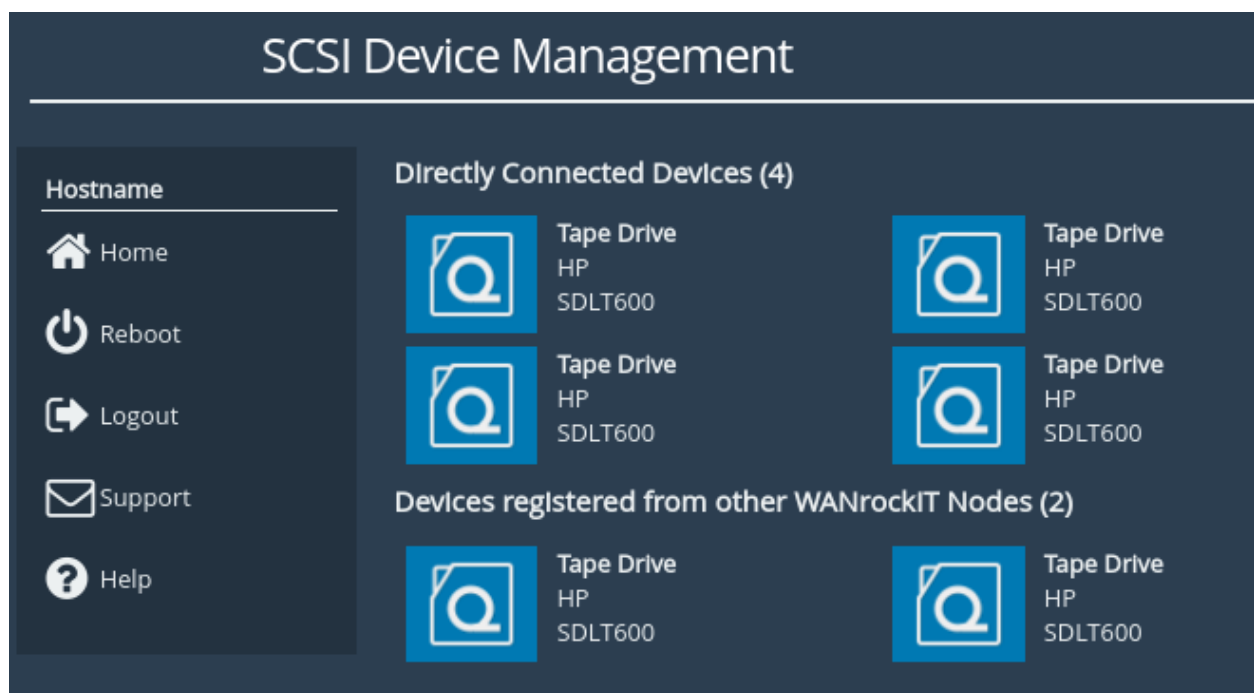 SCSI Device Management
Hostname
Home
Reboot
Logout
Support
Help
Directly Connected Devices (4)
Tape Drive
HP
SDLT600
Tape Drive
HP
SDLT600
Tape Drive
HP
SDLT600
Tape Drive
HP
SDLT600
Devices registered from other WANrockIT Nodes (2)
Tape Drive
HP
SDLT600
Tape Drive
HP
SDLT600